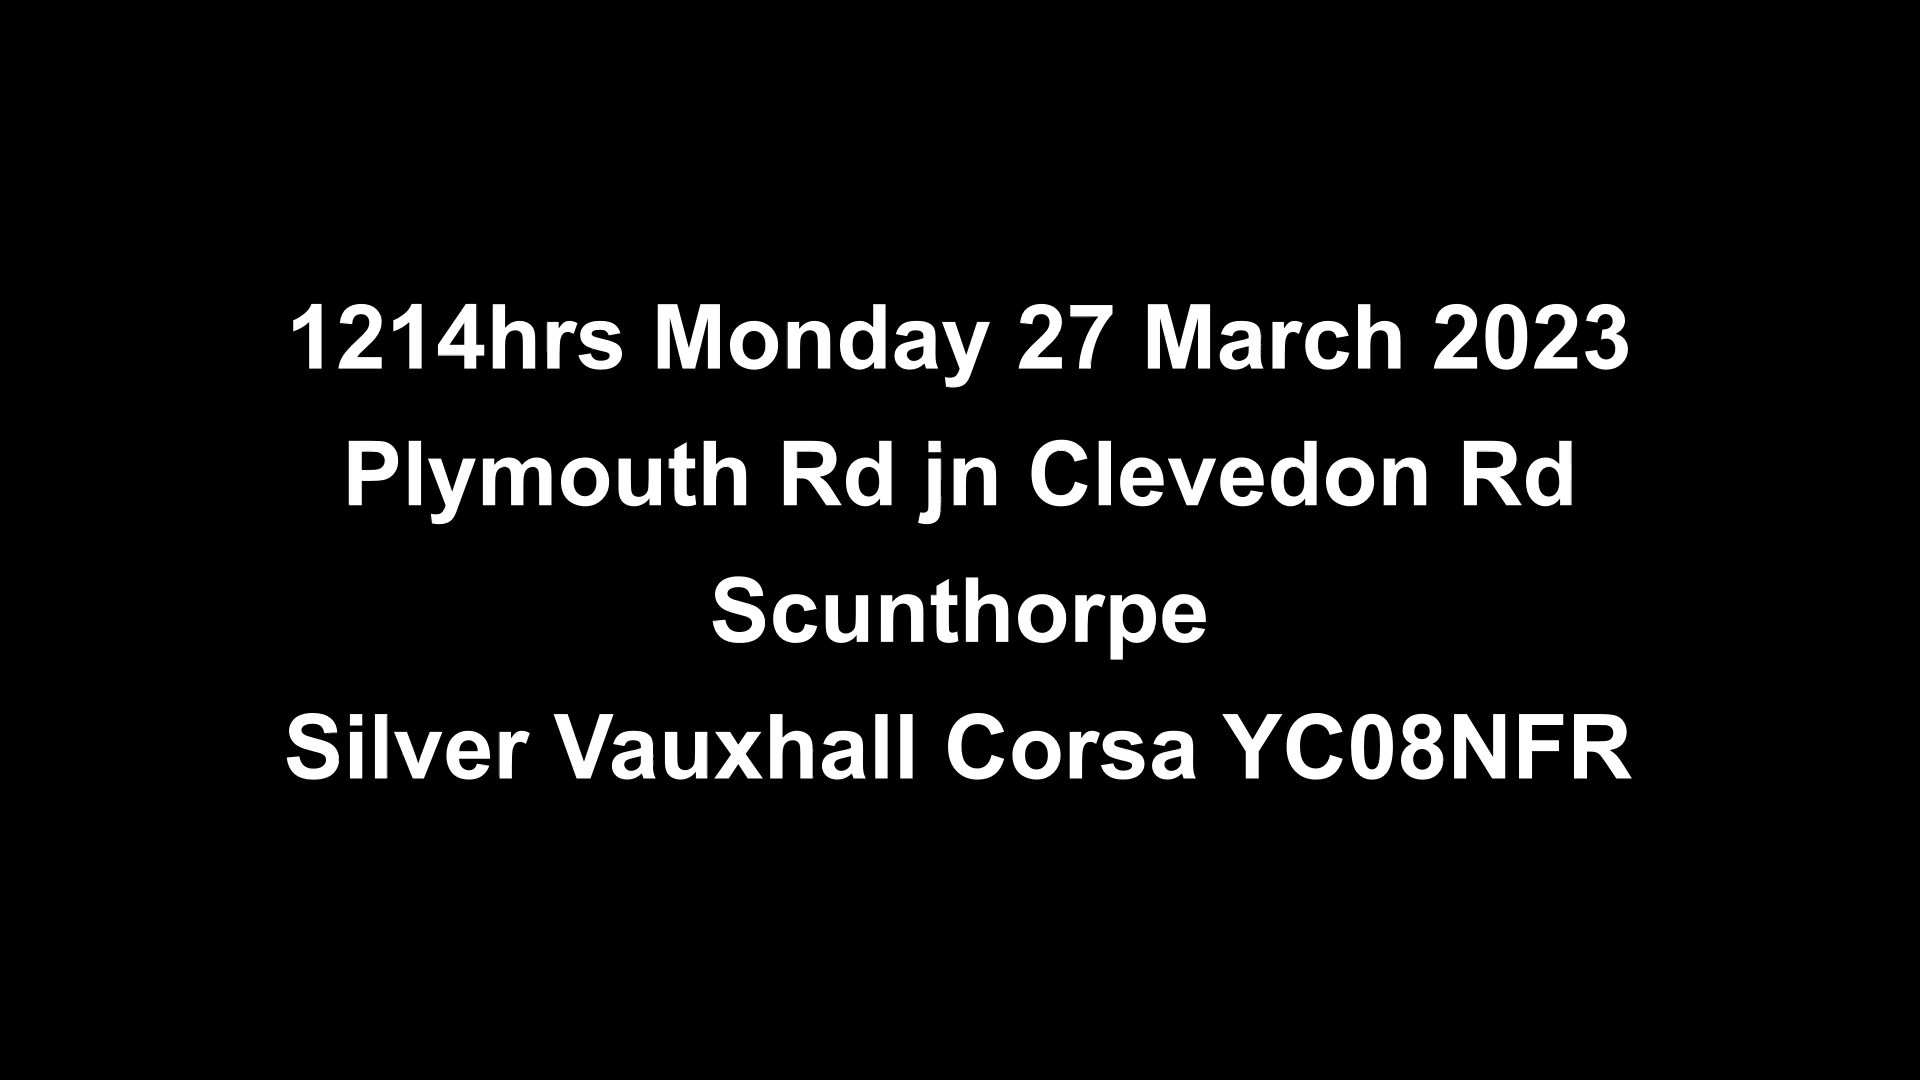 1214hrs Monday 27 March 2023
Plymouth Rd jn Clevedon Rd
Scunthorpe
Silver Vauxhall Corsa YC08NFR